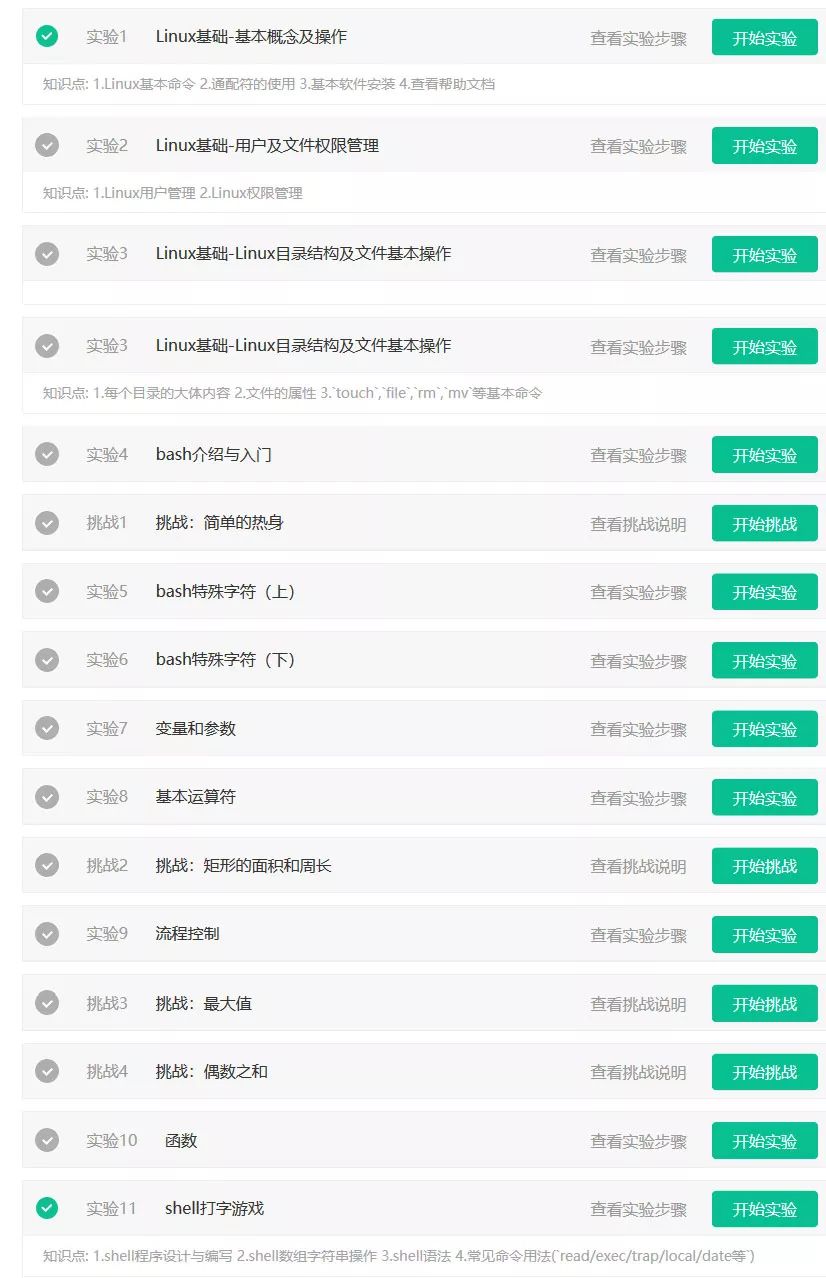 实验1 Linux基础-基本概念及操作 查看实验步骤 开始实验
知识点: 1.Linux基本命令 2.通配符的使用 3.基本软件安装 4.查看帮助文档
实验2 Linux基础-用户及文件权限管理 查看实验步骤 开始实验
知识点: 1.Linux用户管理 2.Linux权限管理
实验3 Linux基础-Linux目录结构及文件基本操作 查看实验步骤 开始实验
实验3 Linux基础-Linux目录结构及文件基本操作 查看实验步骤 开始实验
知识点: 1.每个目录的大体内容 2.文件的属性 3.`touch`,`file`,`rm`,`mv`等基本命令
实验4 bash介绍与入门 查看实验步骤 开始实验
挑战1 挑战：简单的热身 查看挑战说明 开始挑战
实验5 bash特殊字符（上） 查看实验步骤 开始实验
实验6 bash特殊字符（下） 查看实验步骤 开始实验
实验7 变量和参数 查看实验步骤 开始实验
实验8 基本运算符 查看实验步骤 开始实验
挑战2 挑战：矩形的面积和周长 查看挑战说明 开始挑战
实验9 流程控制 查看实验步骤 开始实验
挑战3 挑战：最大值 查看挑战说明 开始挑战
挑战4 挑战：偶数之和 查看挑战说明 开始挑战
实验10 函数 查看实验步骤 开始实验
实验11 shell打字游戏 查看实验步骤 开始实验
知识点: 1.shell程序设计与编写 2.shell数组字符串操作 3.shell语法 4.常见命令用法(`read/exec/trap/local/date等`)